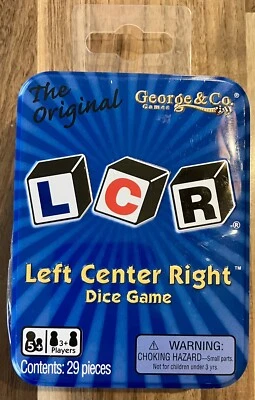 The Original
George & Co.®
Games
L C R®
Left Center Right™
Dice Game
5+
3+
Players
Contents: 29 pieces
WARNING:
CHOKING HAZARD—Small parts.
Not for children under 3 yrs.